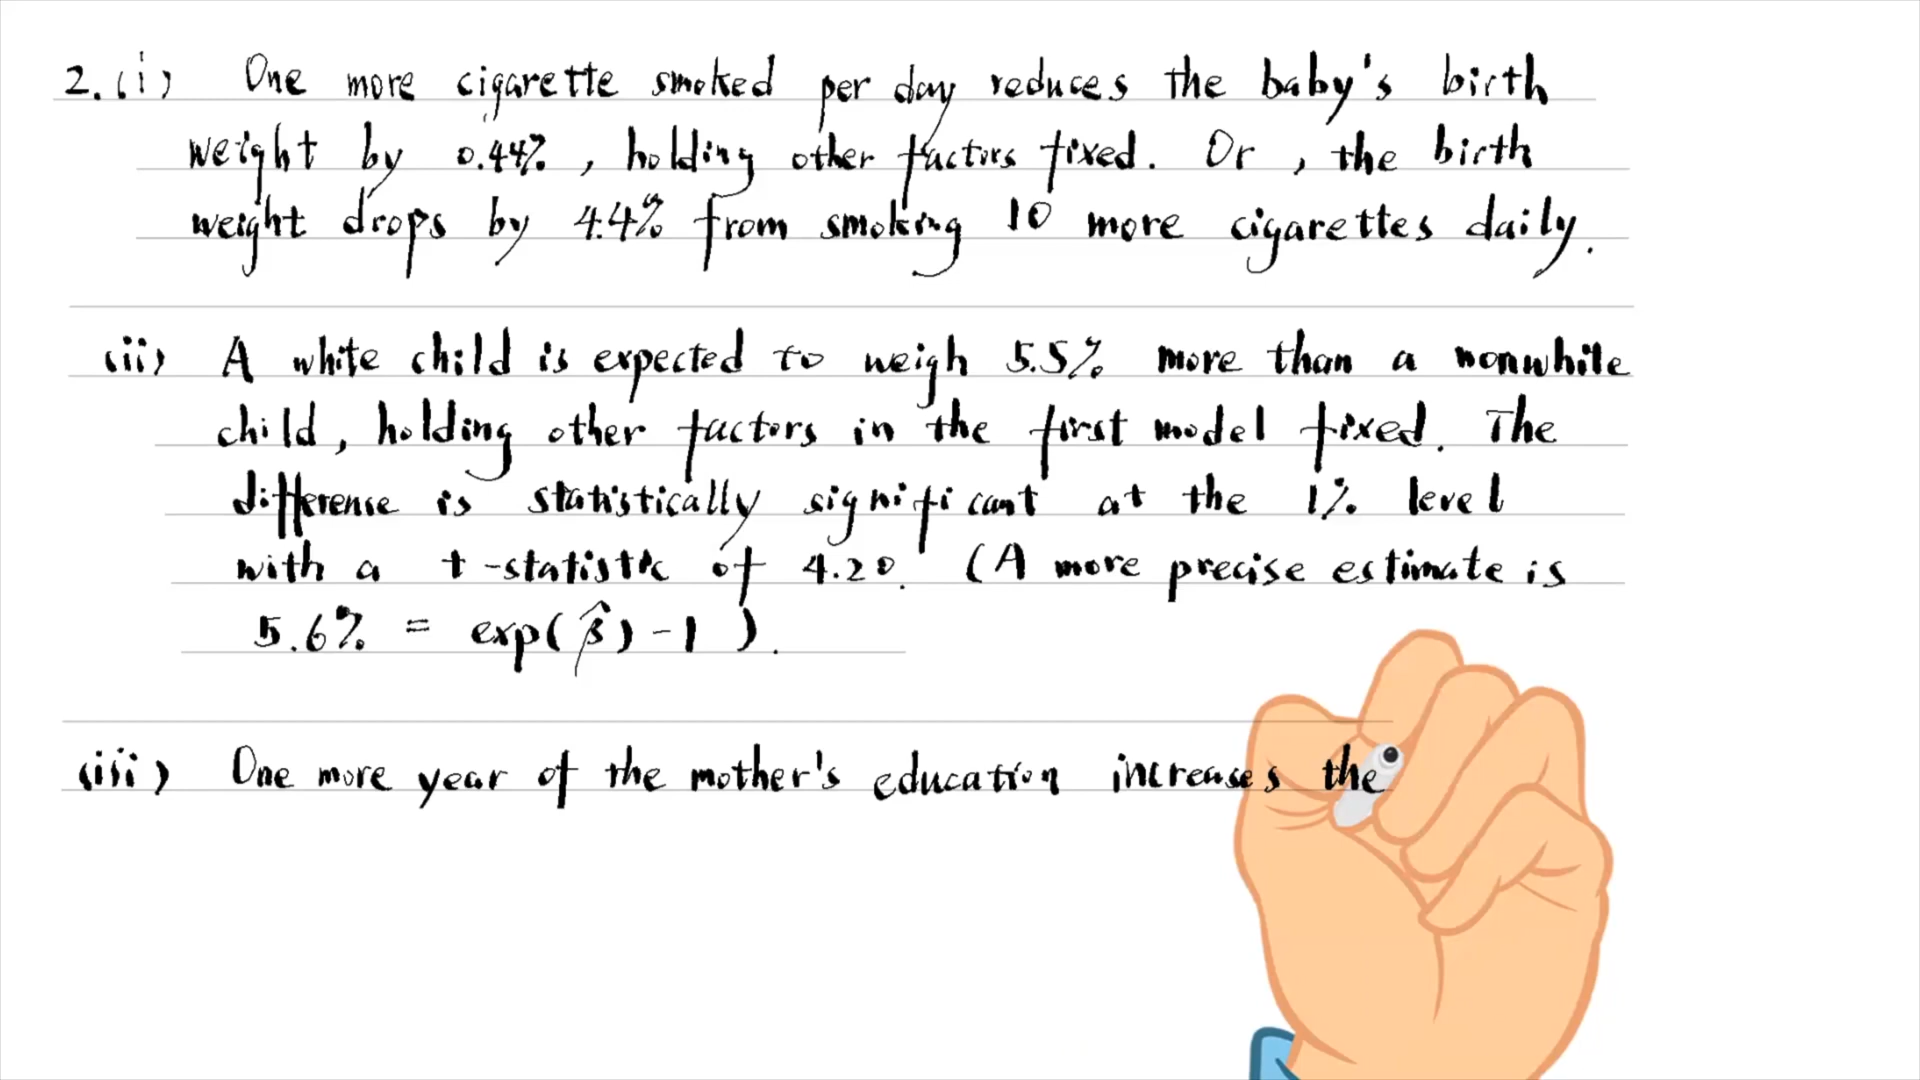 2. (i) One more cigarette smoked per day reduces the baby's birth
weight by 0.44%, holding other factors fixed. Or, the birth
weight drops by 4.4% from smoking 10 more cigarettes daily.
(ii) A white child is expected to weigh 5.5% more than a nonwhite
child, holding other factors in the first model fixed. The
difference is statistically significant at the 1% level
with a t-statistic of 4.20. (A more precise estimate is
5.6% = exp(β̂) - 1 ).
(iii) One more year of the mother's education increases the